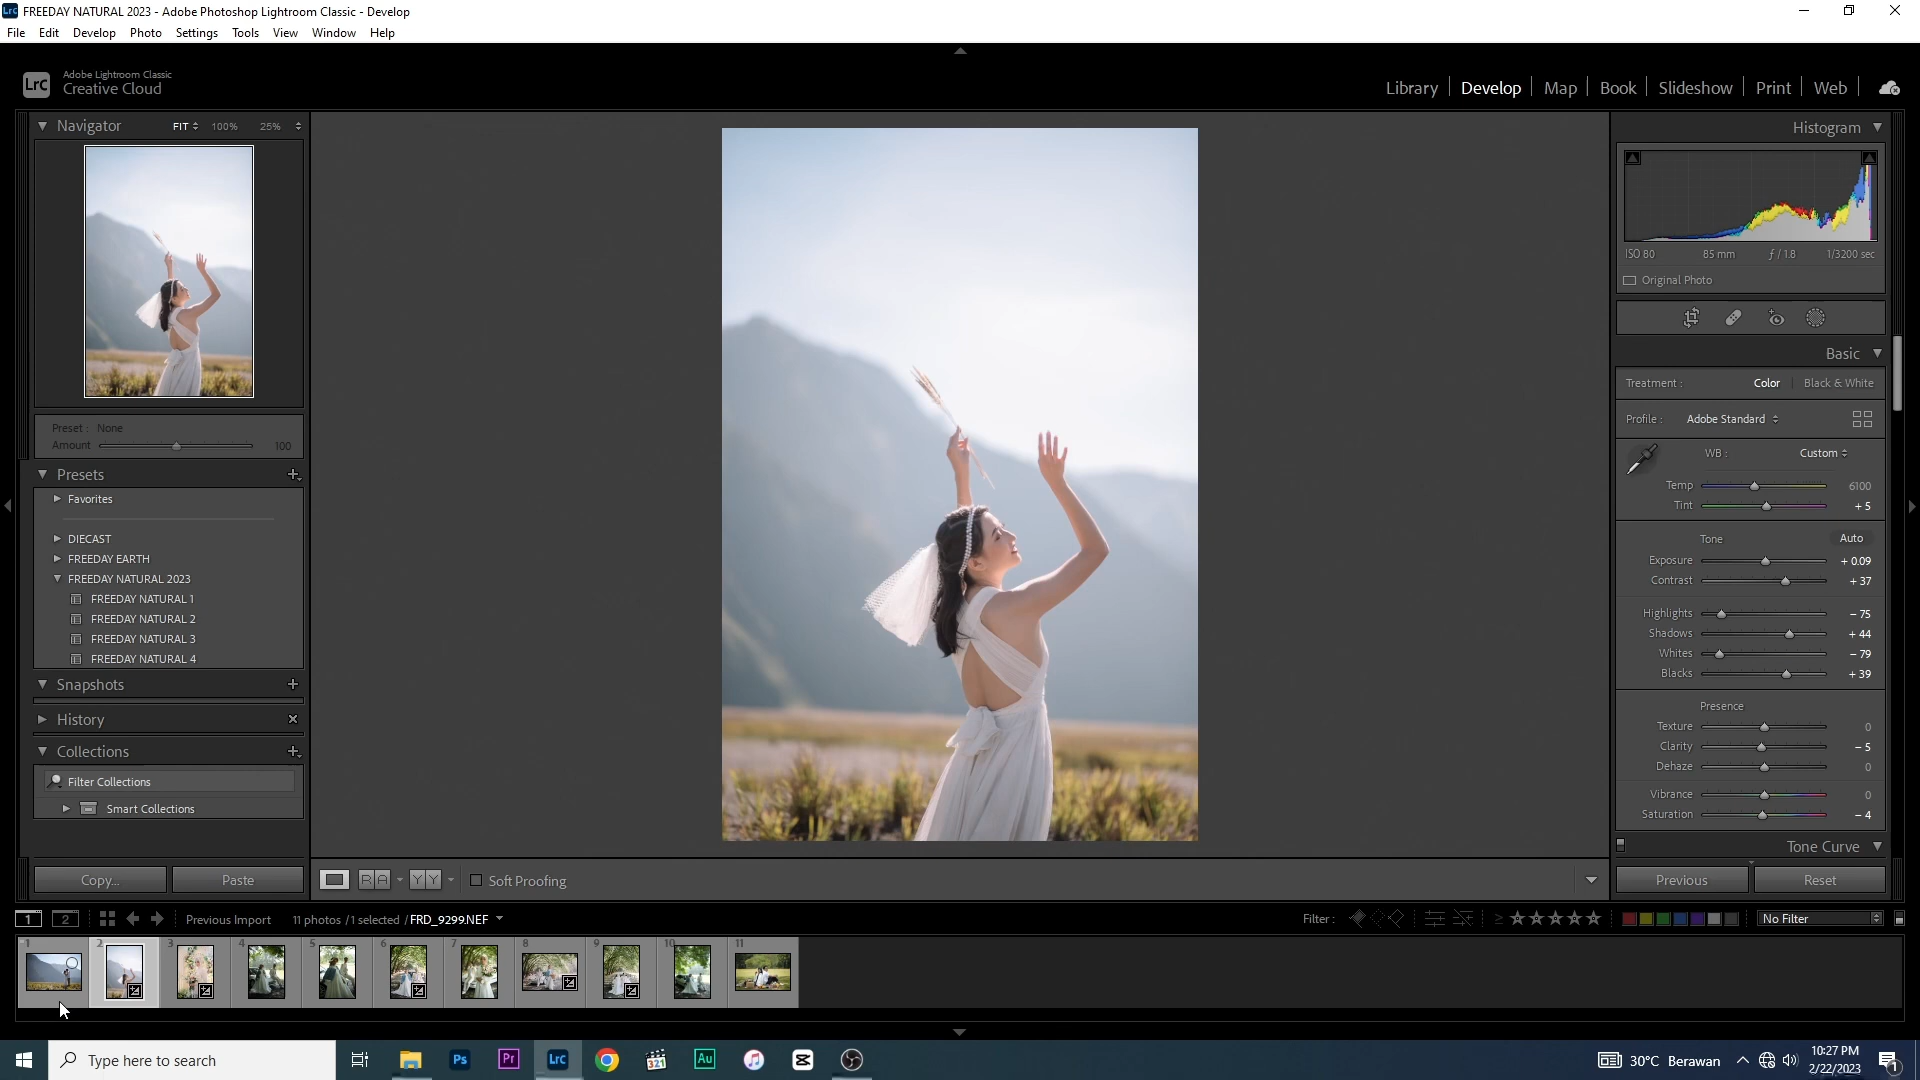 FREEDAY NATURAL 2023 - Adobe Photoshop Lightroom Classic - Develop
File Edit Develop Photo Settings Tools View Window Help
LrC
Adobe Lightroom Classic
Creative Cloud
Library | Develop | Map | Book | Slideshow | Print | Web
Navigator FIT 100% 25%
Preset : None
Amount 100
Presets
Favorites
DIECAST
FREEDAY EARTH
FREEDAY NATURAL 2023
FREEDAY NATURAL 1
FREEDAY NATURAL 2
FREEDAY NATURAL 3
FREEDAY NATURAL 4
Snapshots
History
Collections
Filter Collections
Smart Collections
Copy... Paste
Histogram
ISO 80 85 mm ƒ / 1.8 1/3200 sec
Original Photo
Basic
Treatment : Color Black & White
Profile : Adobe Standard
WB : Custom
Temp 6100
Tint + 5
Tone Auto
Exposure + 0.09
Contrast + 37
Highlights – 75
Shadows + 44
Whites – 79
Blacks + 39
Presence
Texture 0
Clarity – 5
Dehaze 0
Vibrance 0
Saturation – 4
Tone Curve
Previous Reset
R A Y Y Soft Proofing
1 2 Previous Import 11 photos / 1 selected / FRD_9299.NEF Filter : ≥ No Filter
1 2 3 4 5 6 7 8 9 10 11
Type here to search
Ps Pr LrC 321 Au
30°C Berawan
10:27 PM
2/22/2023
1